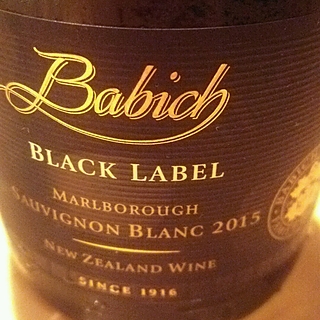 Babich
BLACK LABEL
MARLBOROUGH
SAUVIGNON BLANC 2015
NEW ZEALAND WINE
SINCE 1916